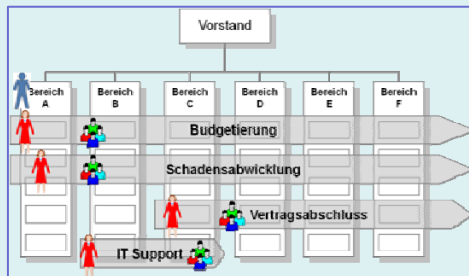 Vorstand
Bereich Bereich Bereich Bereich Bereich Bereich
A B C D E F
Budgetierung
Schadensabwicklung
Vertragsabschluss
IT Support